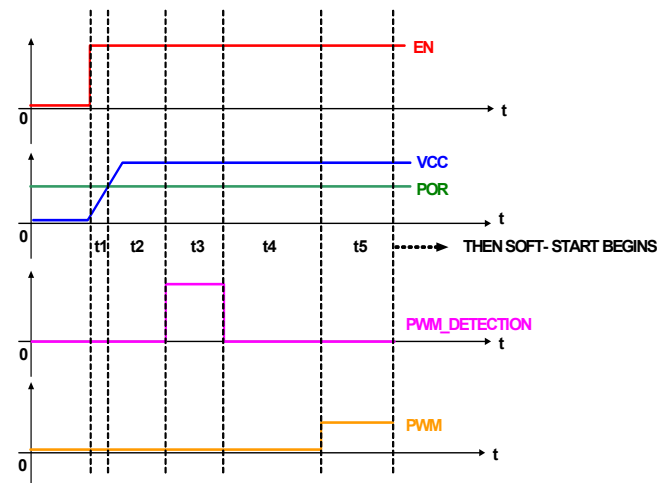 EN
t
0
VCC
POR
t
0
t1 t2 t3 t4 t5 THEN SOFT- START BEGINS
PWM_DETECTION
t
0
PWM
t
0